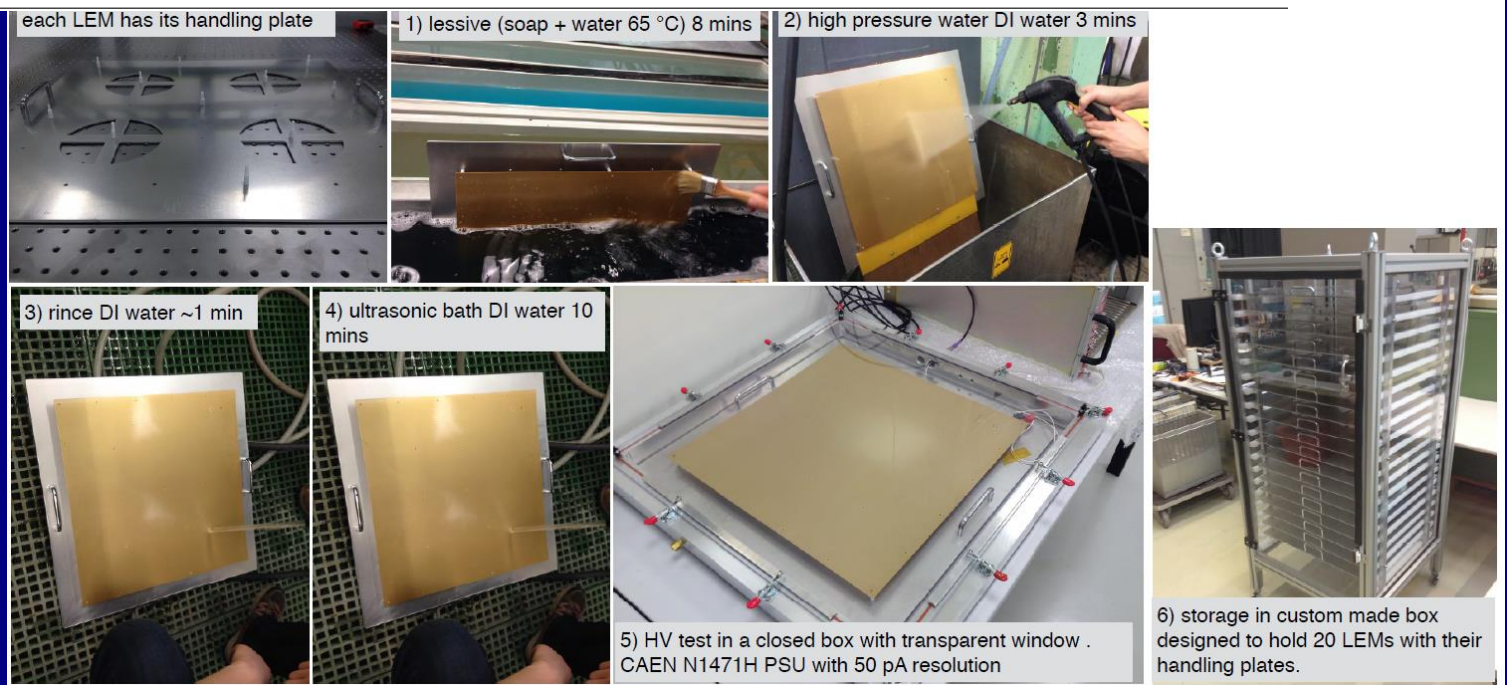 each LEM has its handling plate
1) lessive (soap + water 65 °C) 8 mins
2) high pressure water DI water 3 mins
3) rince DI water ~1 min
4) ultrasonic bath DI water 10
mins
5) HV test in a closed box with transparent window .
CAEN N1471H PSU with 50 pA resolution
6) storage in custom made box
designed to hold 20 LEMs with their
handling plates.